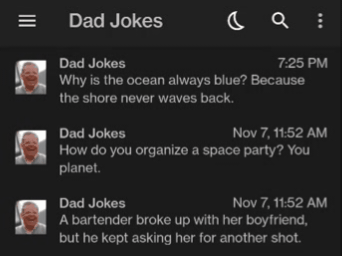 Dad Jokes
Dad Jokes 7:25 PM
Why is the ocean always blue? Because
the shore never waves back.
Dad Jokes Nov 7, 11:52 AM
How do you organize a space party? You
planet.
Dad Jokes Nov 7, 11:52 AM
A bartender broke up with her boyfriend,
but he kept asking her for another shot.